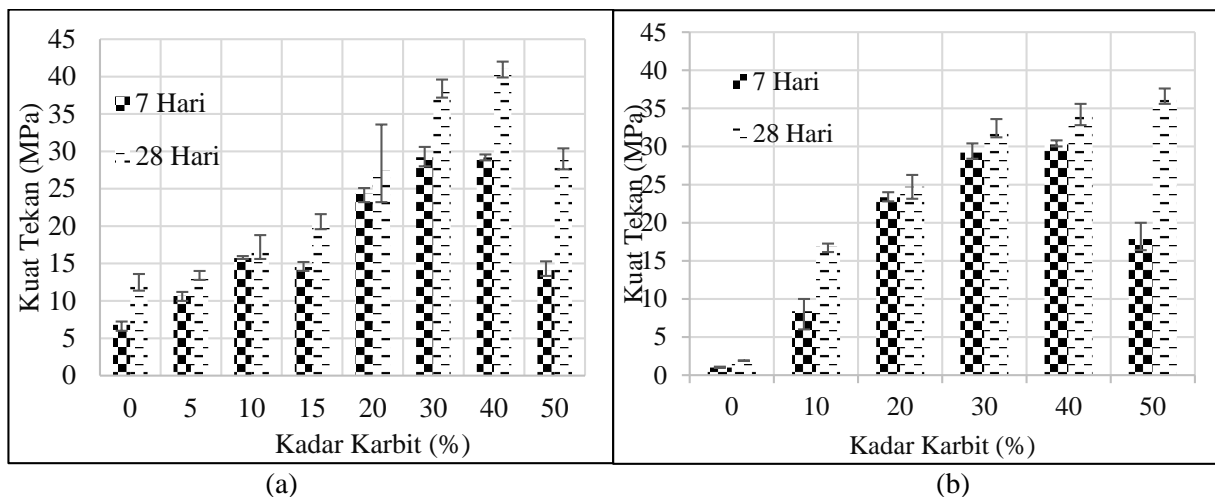 45
40
35
30
25
20
15
10
5
0
Kuat Tekan (MPa)
7 Hari
28 Hari
0 5 10 15 20 30 40 50
Kadar Karbit (%)
(a)
45
40
35
30
25
20
15
10
5
0
Kuat Tekan (MPa)
7 Hari
28 Hari
0 10 20 30 40 50
Kadar Karbit (%)
(b)